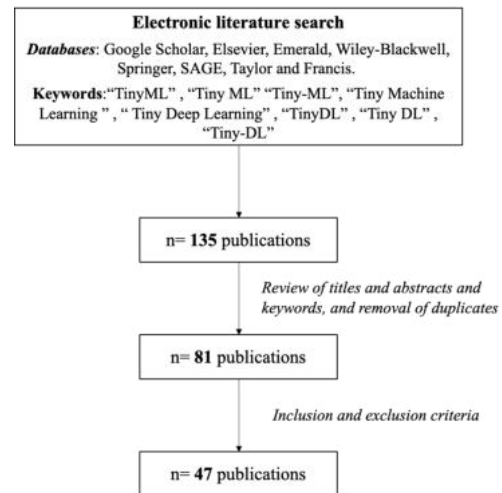 Electronic literature search
Databases: Google Scholar, Elsevier, Emerald, Wiley-Blackwell,
Springer, SAGE, Taylor and Francis.
Keywords:“TinyML” , “Tiny ML” “Tiny-ML”, “Tiny Machine
Learning ” , “ Tiny Deep Learning” , “TinyDL” , “Tiny DL” ,
“Tiny-DL”
n= 135 publications
Review of titles and abstracts and
keywords, and removal of duplicates
n= 81 publications
Inclusion and exclusion criteria
n= 47 publications